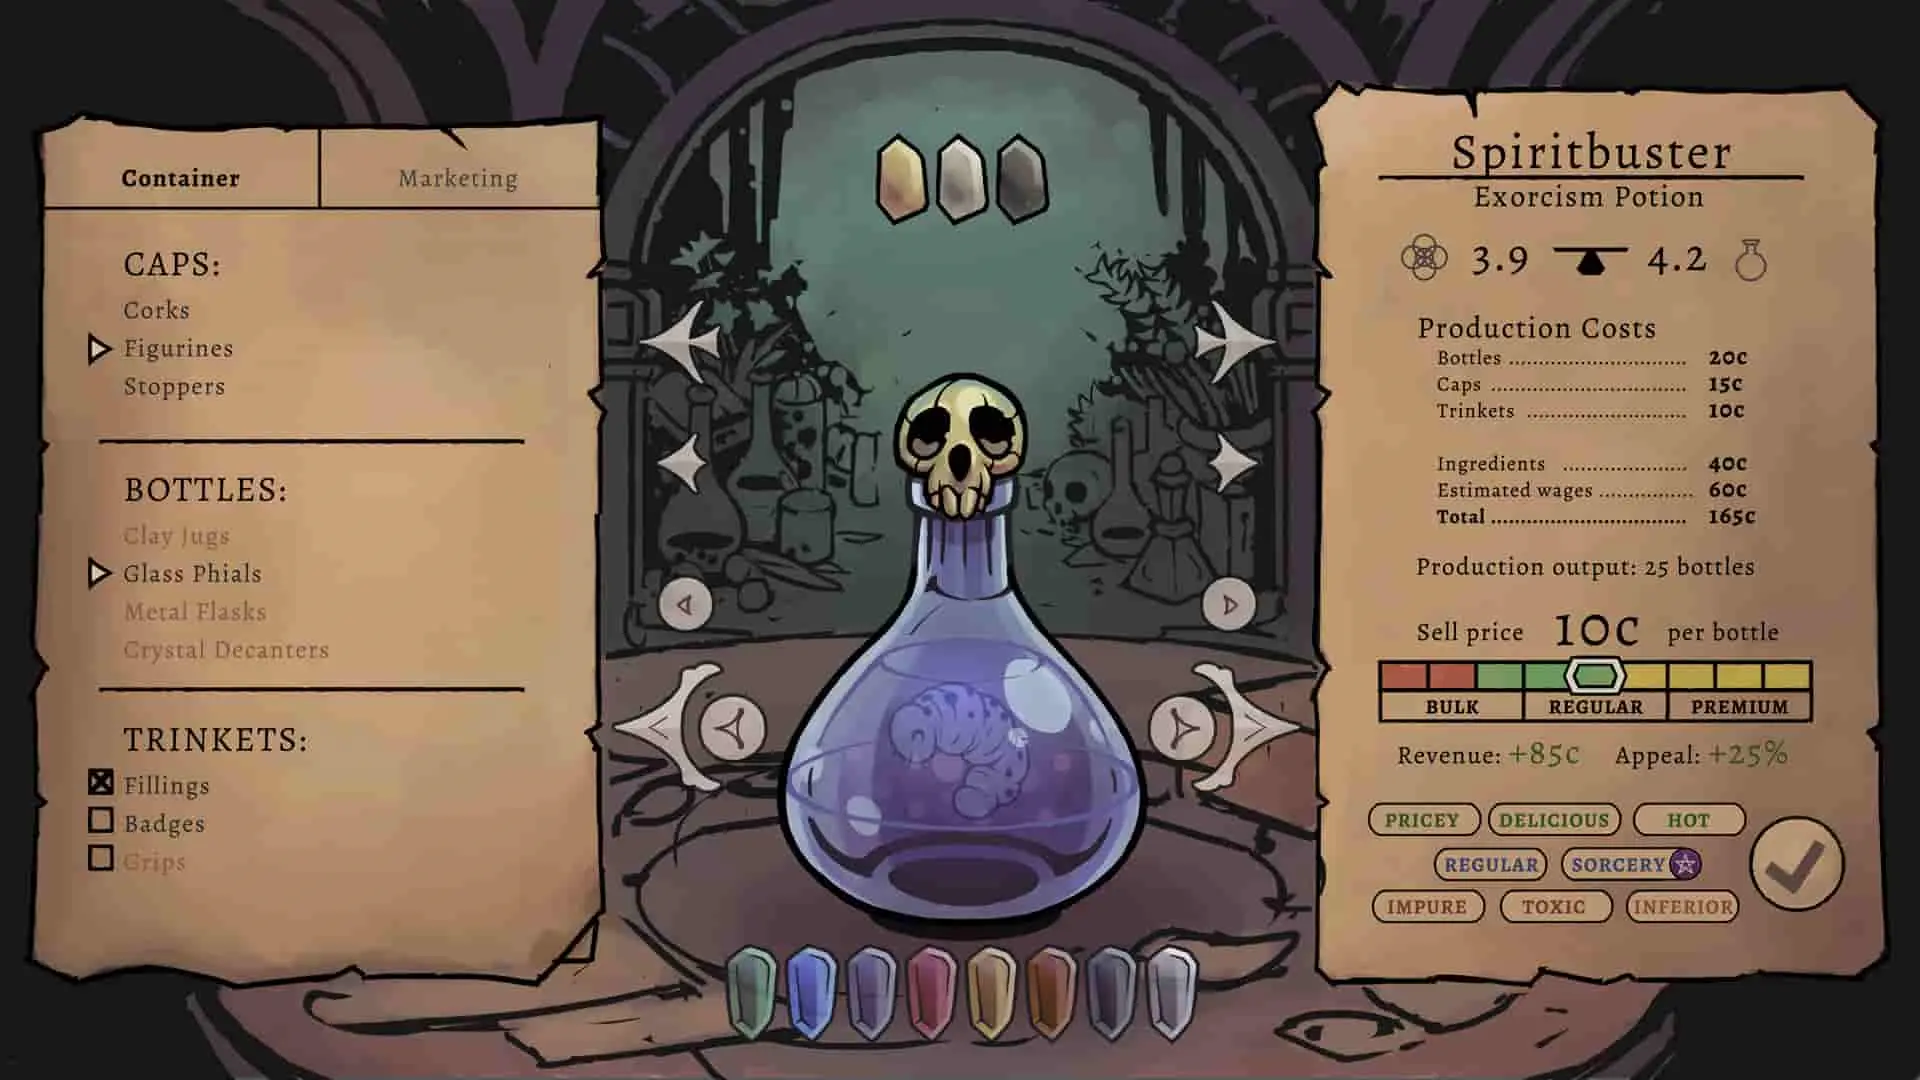 Container
Marketing
CAPS:
Corks
Figurines
Stoppers
BOTTLES:
Clay Jugs
Glass Phials
Metal Flasks
Crystal Decanters
TRINKETS:
Fillings
Badges
Grips
Spiritbuster
Exorcism Potion
3.9 4.2
Production Costs
Bottles ........................... 20c
Caps ............................. 15c
Trinkets ........................ 10c
Ingredients ................... 40c
Estimated wages .............. 60c
Total ............................. 165c
Production output: 25 bottles
Sell price 10c per bottle
BULK REGULAR PREMIUM
Revenue: +85c Appeal: +25%
PRICEY DELICIOUS HOT
REGULAR SORCERY
IMPURE TOXIC INFERIOR